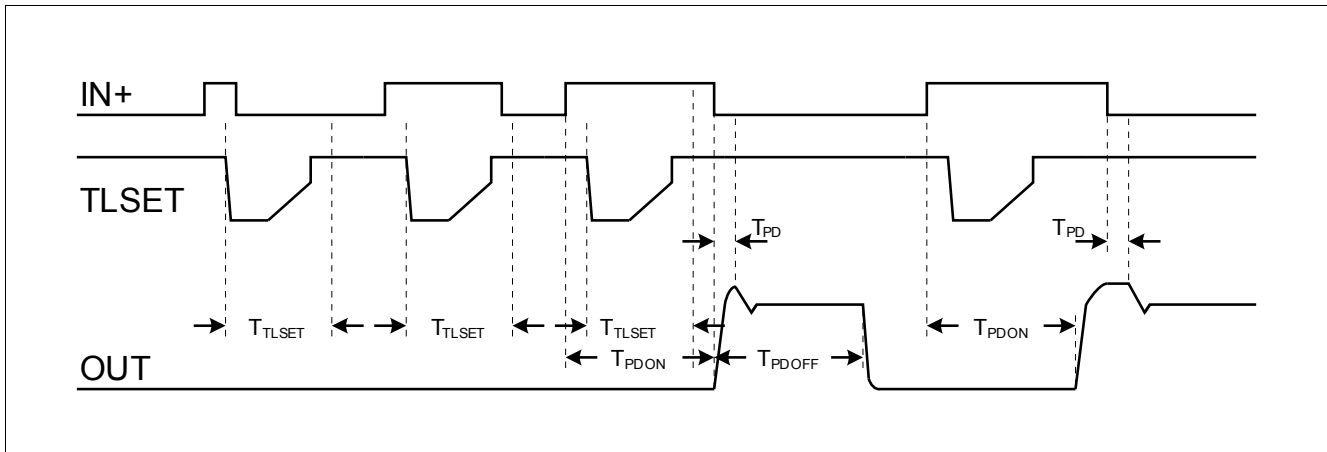 IN+
TLSET
TPD
TPD
TTLSET
TTLSET
TTLSET
TPDON
OUT
TPDON
TPDOFF